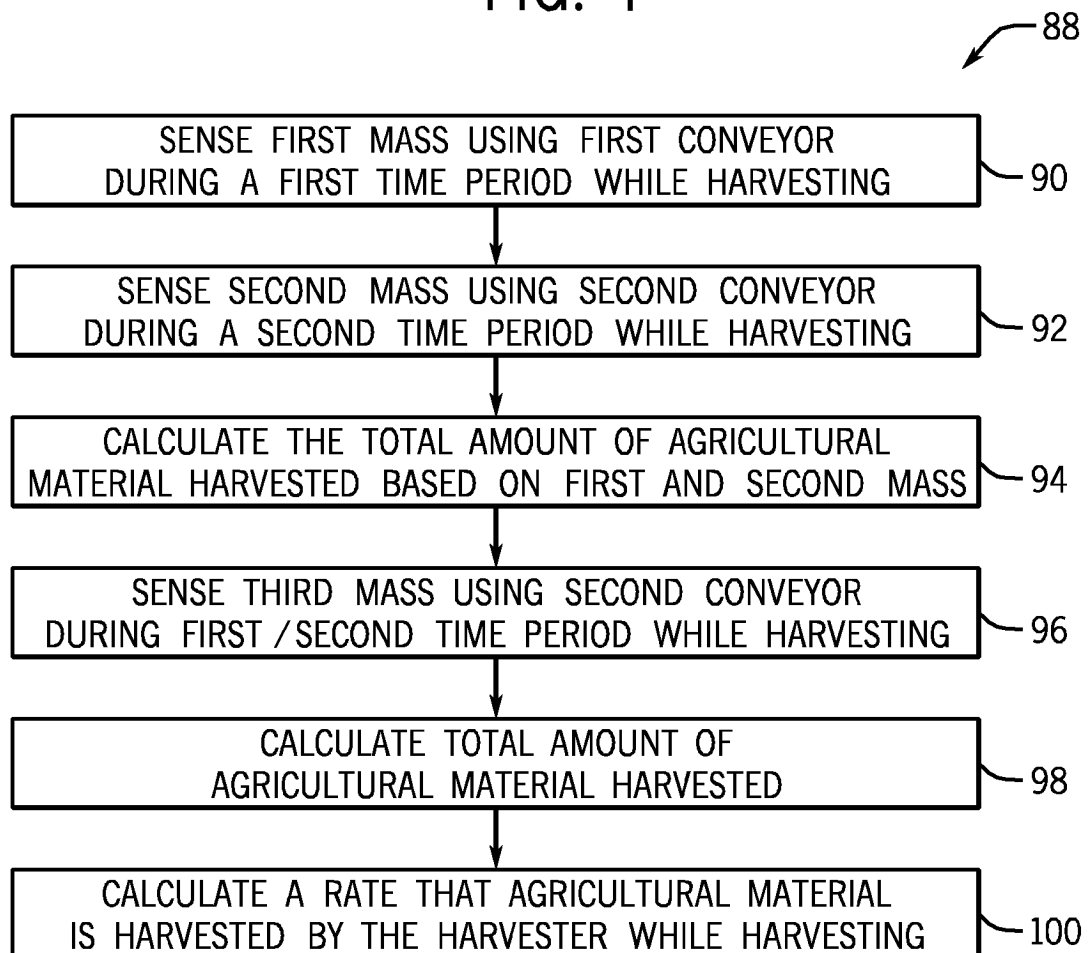 88
SENSE FIRST MASS USING FIRST CONVEYOR
DURING A FIRST TIME PERIOD WHILE HARVESTING
90
SENSE SECOND MASS USING SECOND CONVEYOR
DURING A SECOND TIME PERIOD WHILE HARVESTING
92
CALCULATE THE TOTAL AMOUNT OF AGRICULTURAL
MATERIAL HARVESTED BASED ON FIRST AND SECOND MASS
94
SENSE THIRD MASS USING SECOND CONVEYOR
DURING FIRST / SECOND TIME PERIOD WHILE HARVESTING
96
CALCULATE TOTAL AMOUNT OF
AGRICULTURAL MATERIAL HARVESTED
98
CALCULATE A RATE THAT AGRICULTURAL MATERIAL
IS HARVESTED BY THE HARVESTER WHILE HARVESTING
100